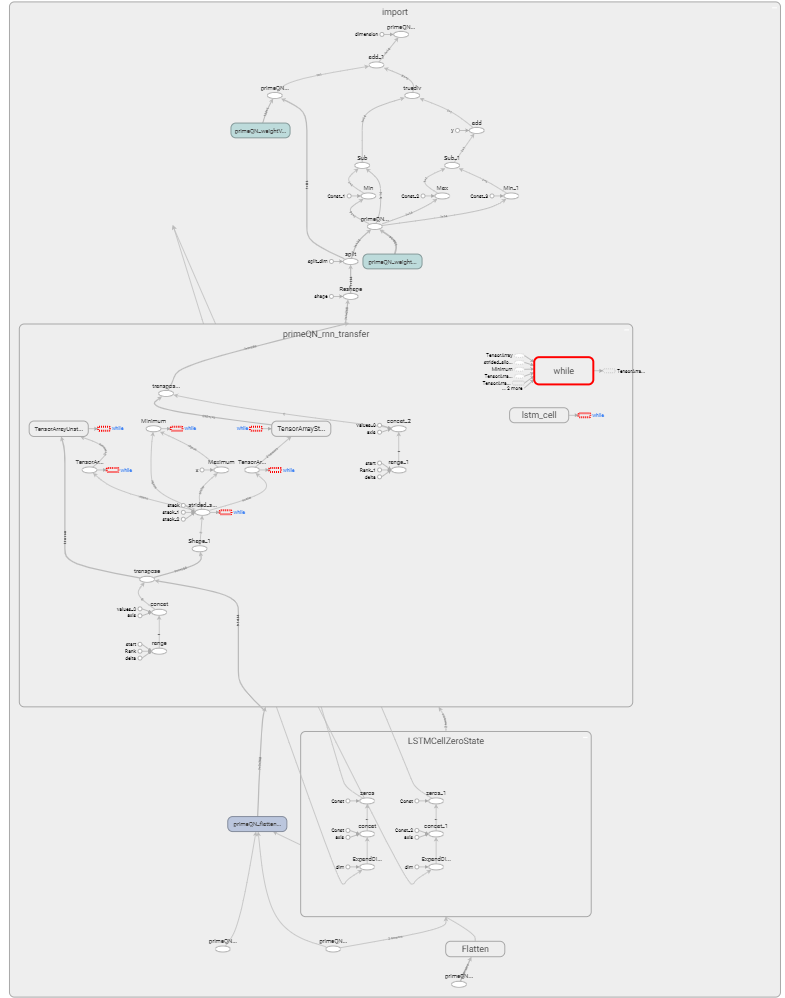 import
primeQN...
dimension
add_1
primeQN...
truediv
primeQN_weightV...
add
y
Sub
Sub_1
Const_1
Min
Const_2
Max
Const_3
Min_1
primeQN...
split
split_dim
primeQN_weight...
Reshape
shape
primeQN_rnn_transfer
TensorArray
strided_slic...
Minimum
TensorArra...
TensorArra...
... 2 more
while
TensorArra...
transpos...
lstm_cell
while
TensorArrayUnst...
while
Minimum
while
while
TensorArraySt...
values_0
axis
concat_2
TensorAr...
while
x
Maximum
TensorAr...
while
start
Rank_1
delta
range_1
stack
stack_1
stack_2
strided_s...
while
Shape_1
transpose
values_0
axis
concat
start
Rank
delta
range
LSTMCellZeroState
Const
zeros
Const
zeros_1
primeQN_flatten...
Const
axis
concat
Const_2
axis
concat_1
dim
ExpandDi...
dim
ExpandDi...
primeQN...
primeQN...
Flatten
primeQN...